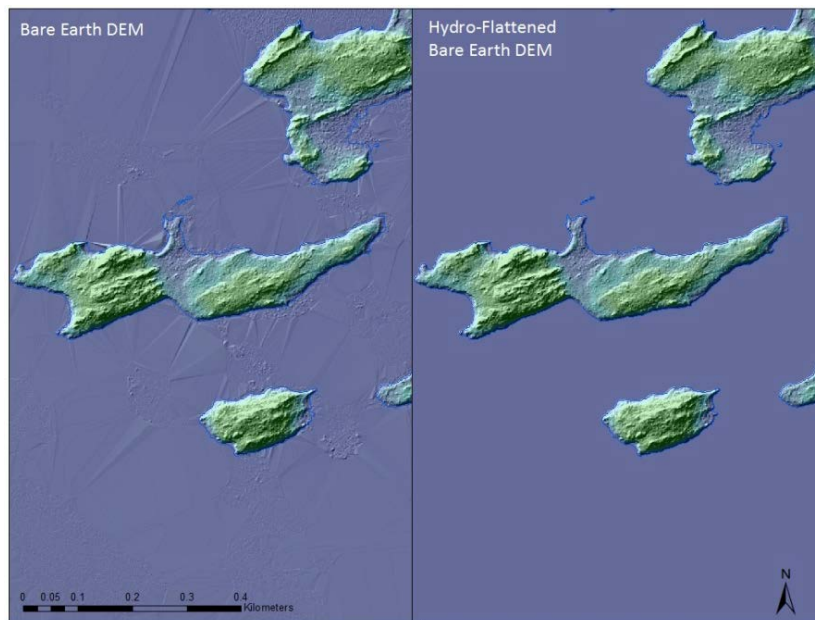 Bare Earth DEM
Hydro-Flattened
Bare Earth DEM
0 0.05 0.1 0.2 0.3 0.4
Kilometers
N